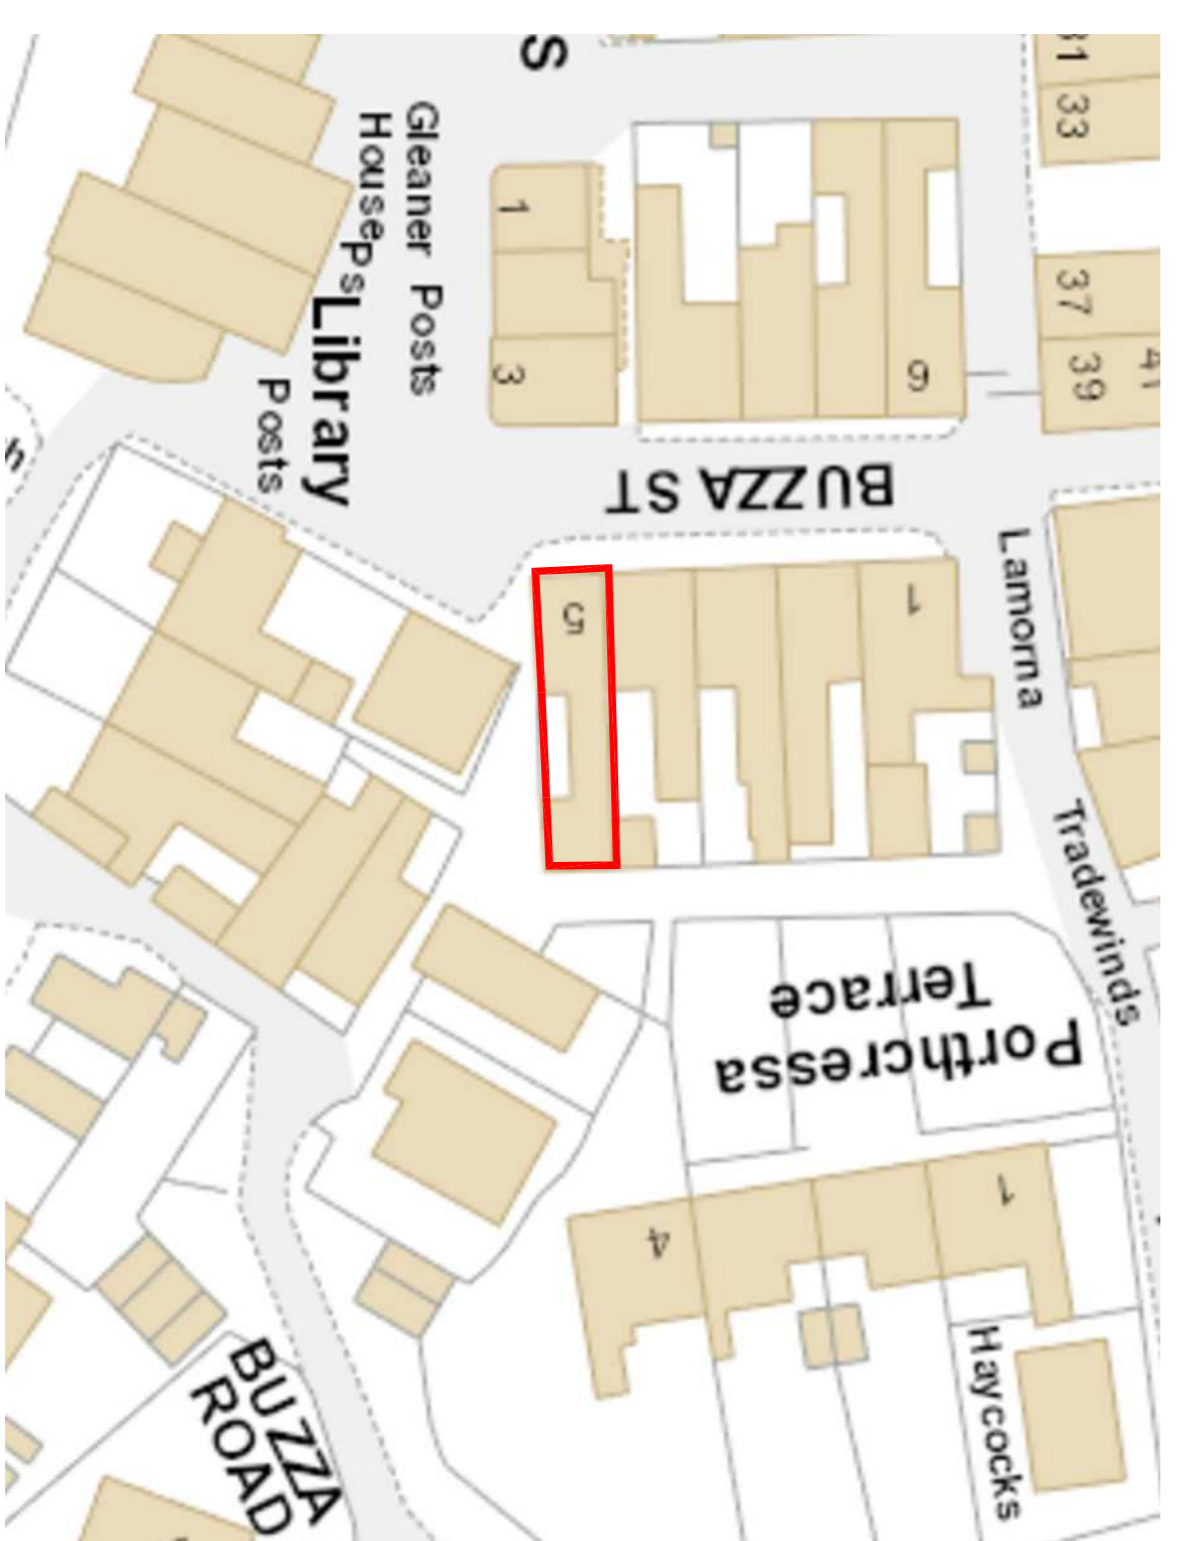 S
31
33
Gleaner
House
Ps
Posts
Library
Posts
1
3
37
39
41
9
h
BUZZA ST
5
1
Lamorna
Tradewinds
Porthcressa
Terrace
4
1
Haycocks
BUZZA
ROAD